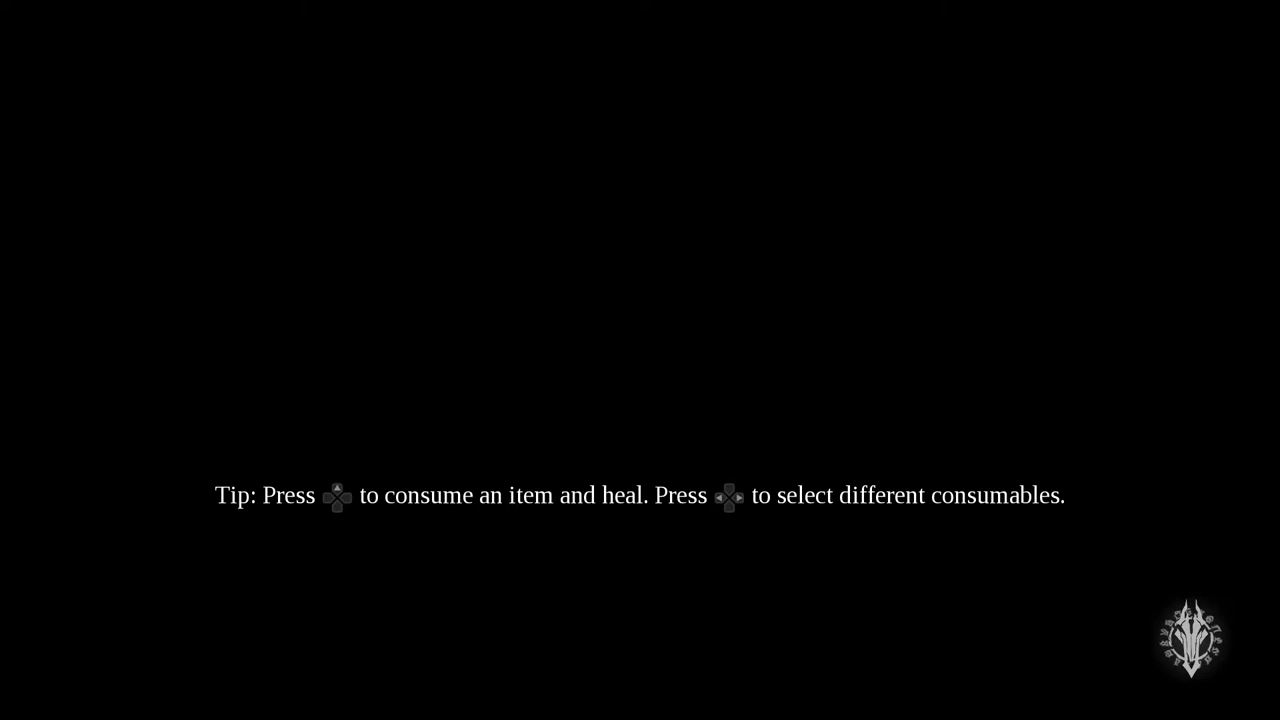 Tip: Press to consume an item and heal. Press to select different consumables.